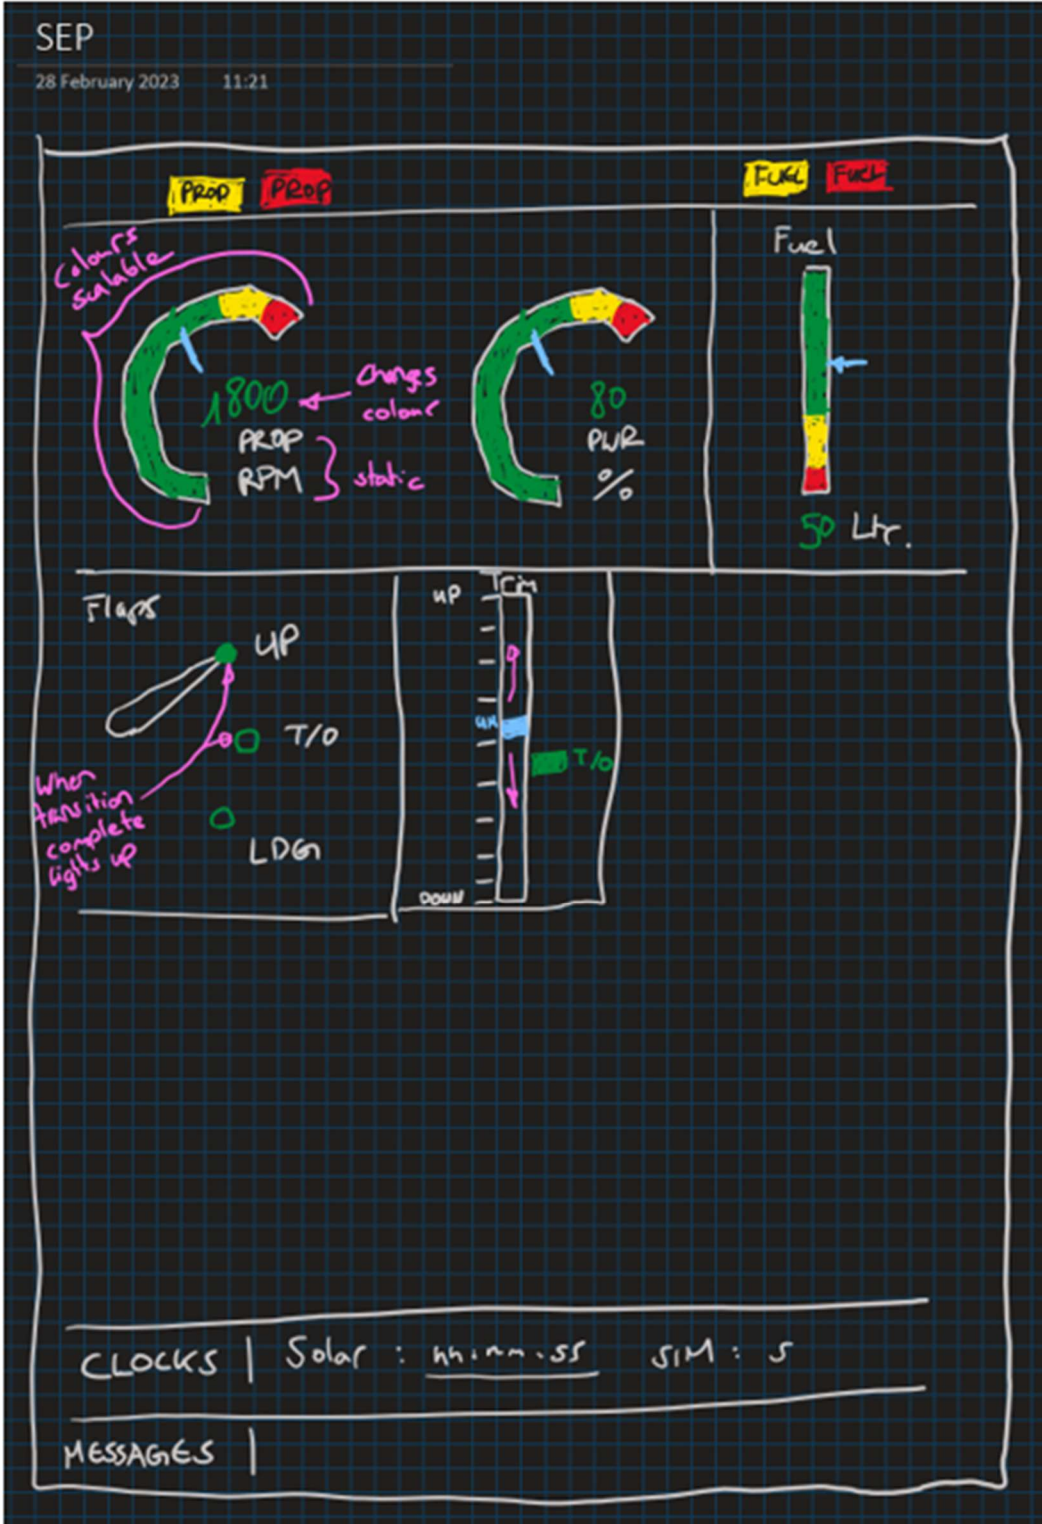 SEP
28 February 2023 11:21
PROP PROP FUEL FUEL
Colours
scalable
Fuel
1800
Changes
colour
PROP
RPM
static
80
PWR
%
50 Ltr.
Flaps
UP
T/O
LDG
When
transition
complete
lights up
Trim
UP
T/O
DOWN
CLOCKS | Solar : hh:mm:ss SIM : S
MESSAGES |